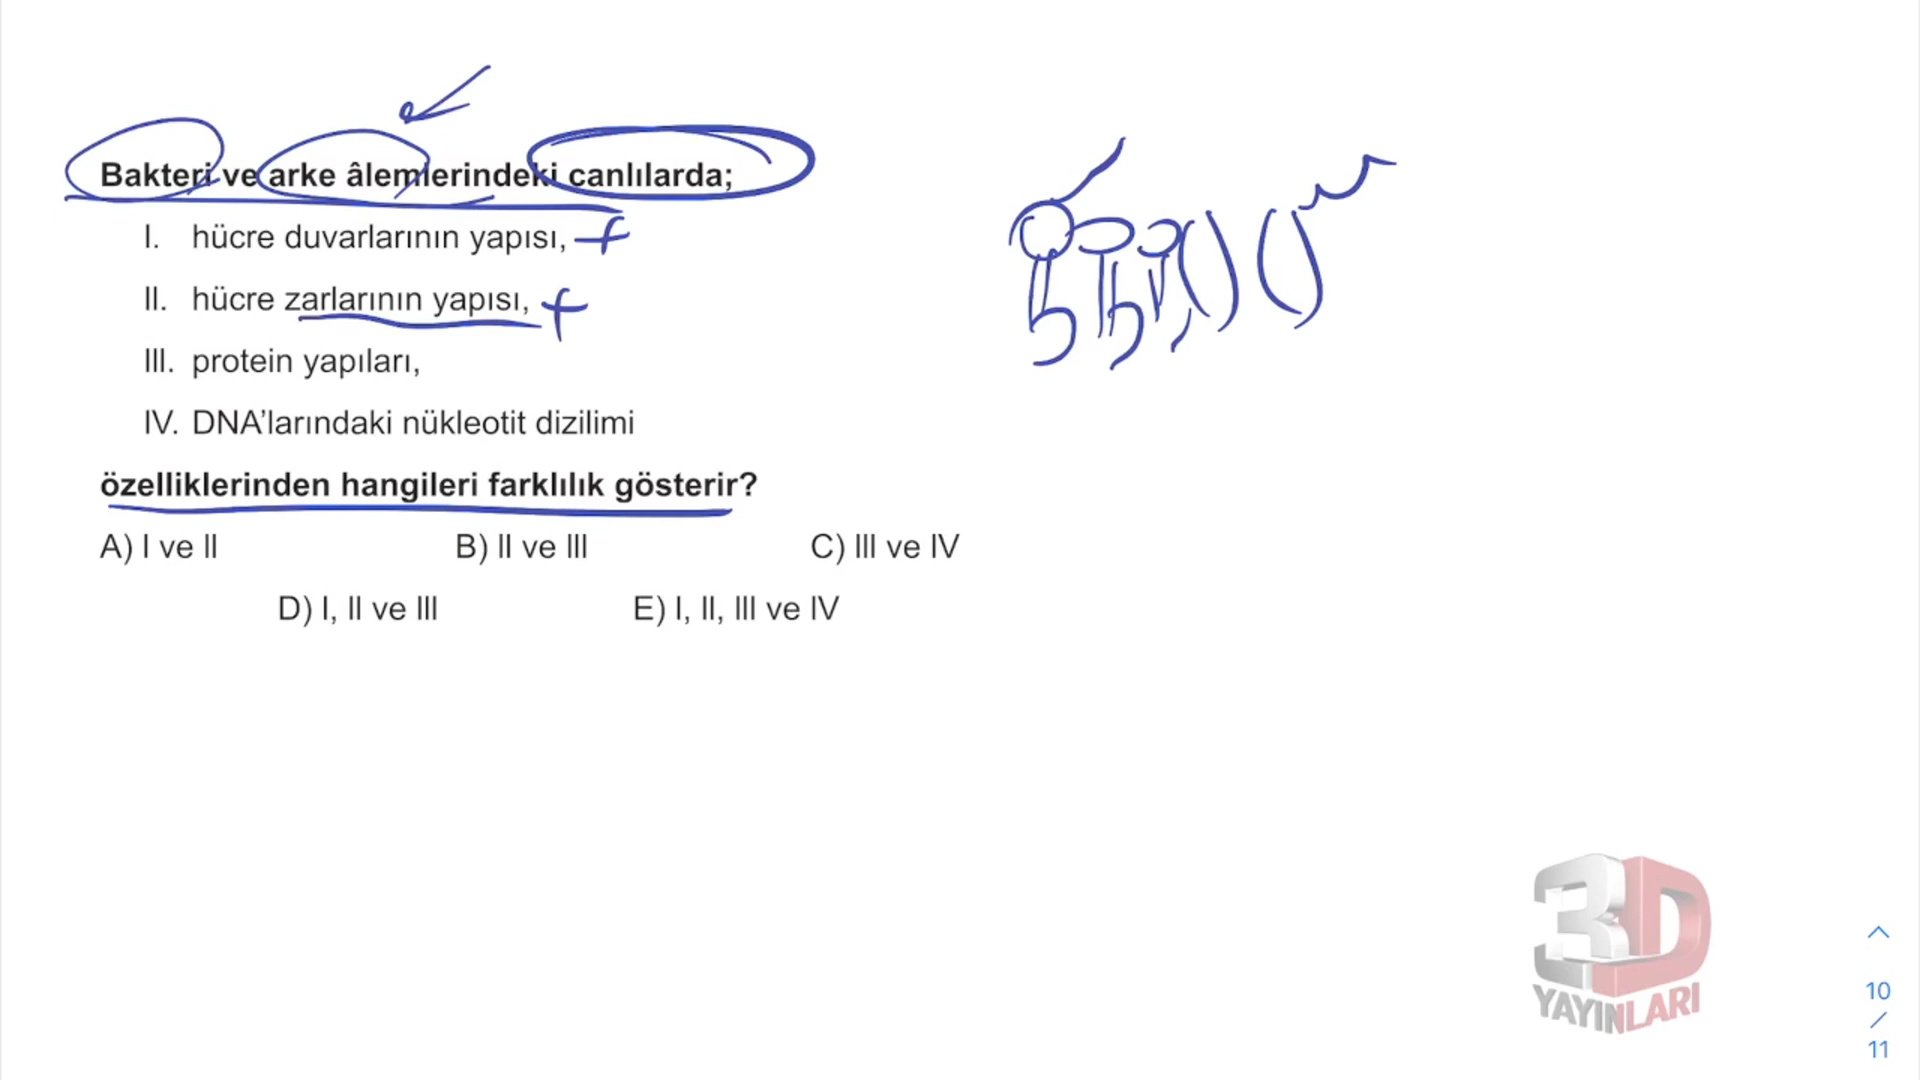 Bakteri ve arke âlemlerindeki canlılarda;
I. hücre duvarlarının yapısı, +
II. hücre zarlarının yapısı, +
III. protein yapıları,
IV. DNA’larındaki nükleotit dizilimi
özelliklerinden hangileri farklılık gösterir?
A) I ve II B) II ve III C) III ve IV
D) I, II ve III E) I, II, III ve IV
3D
YAYINLARI
10
/
11